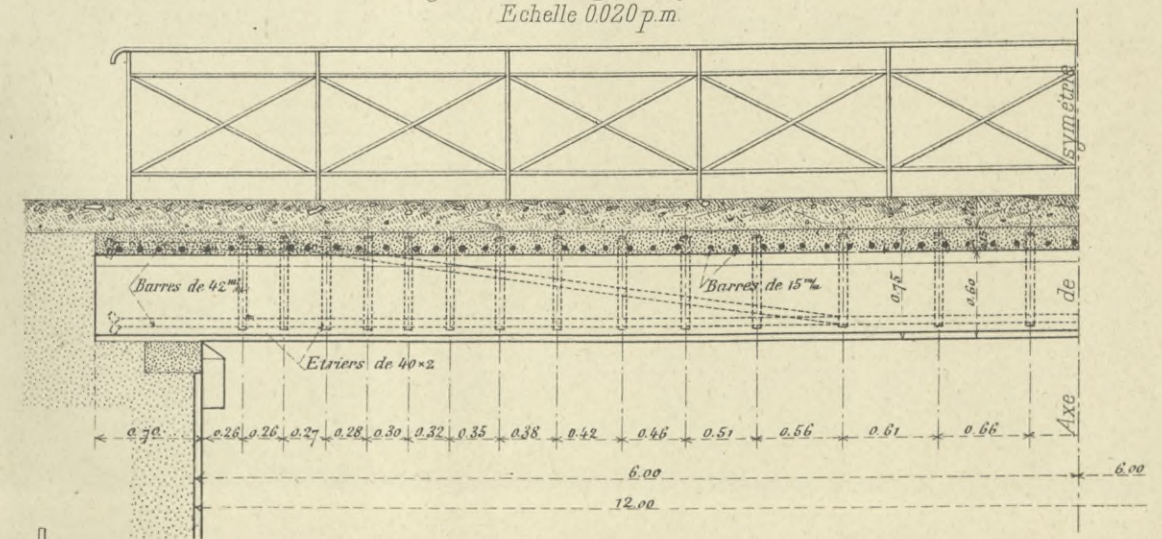 Echelle 0.020 p.m.
symétrie
de
Axe
Barres de 42 m/m
Barres de 15 m/m
0.75
0.60
Etriers de 40×2
0.70 0.26 0.26 0.27 0.28 0.30 0.32 0.35 0.38 0.42 0.46 0.51 0.56 0.61 0.66
6.00 6.00
12.00